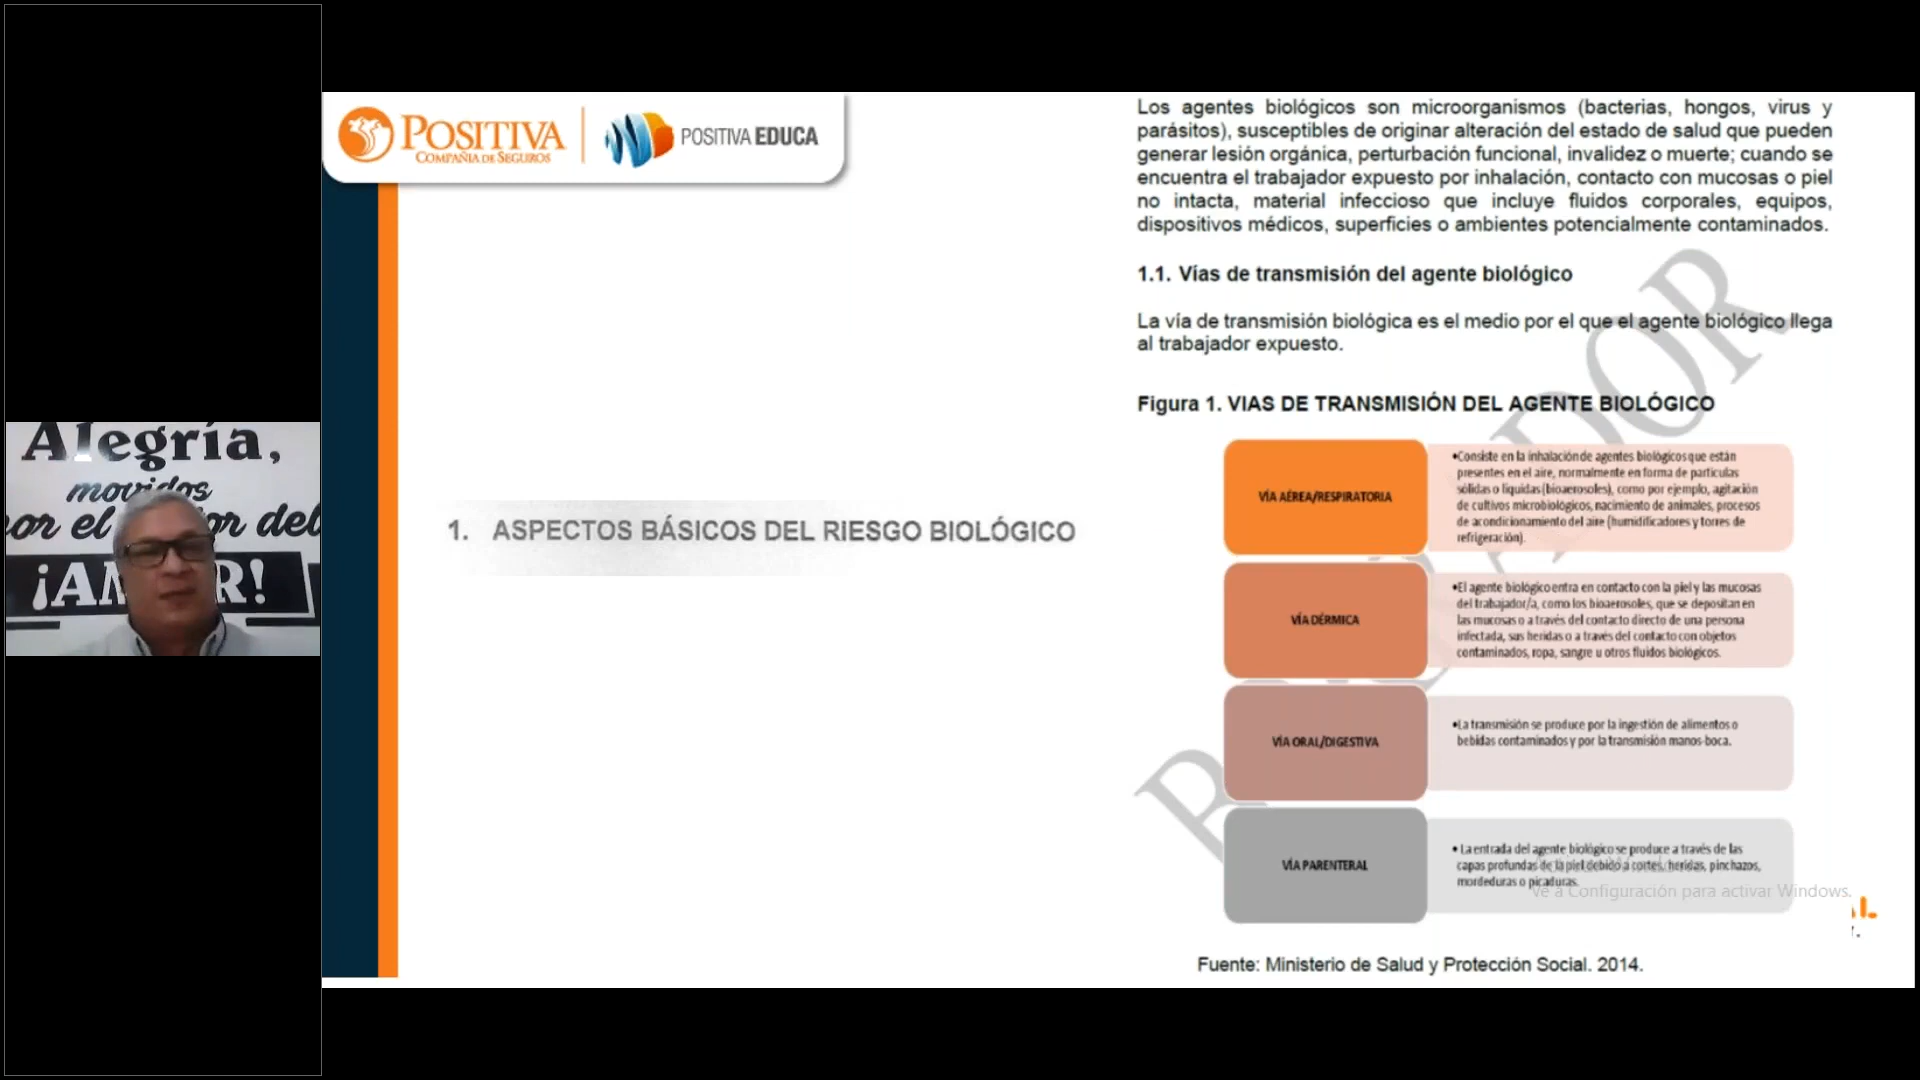 Alegría,
movidos
por el
or del
¡AM
R!
POSITIVA
COMPAÑIA DE SEGUROS
POSITIVA EDUCA
1. ASPECTOS BÁSICOS DEL RIESGO BIOLÓGICO
Los agentes biológicos son microorganismos (bacterias, hongos, virus y
parásitos), susceptibles de originar alteración del estado de salud que pueden
generar lesión orgánica, perturbación funcional, invalidez o muerte; cuando se
encuentra el trabajador expuesto por inhalación, contacto con mucosas o piel
no intacta, material infeccioso que incluye fluidos corporales, equipos,
dispositivos médicos, superficies o ambientes potencialmente contaminados.
1.1. Vías de transmisión del agente biológico
La vía de transmisión biológica es el medio por el que el agente biológico llega
al trabajador expuesto.
Figura 1. VIAS DE TRANSMISIÓN DEL AGENTE BIOLÓGICO
VÍA AÉREA/RESPIRATORIA
•Consiste en la inhalación de agentes biológicos que están
presentes en el aire, normalmente en forma de partículas
sólidas o líquidas (bioaerosoles), como por ejemplo, agitación
de cultivos microbiológicos, nacimiento de animales, procesos
de acondicionamiento del aire (humidificadores y torres de
refrigeración).
VÍA DÉRMICA
•El agente biológico entra en contacto con la piel y las mucosas
del trabajador/a, como los bioaerosoles, que se depositan en
las mucosas o a través del contacto directo de una persona
infectada, sus heridas o a través del contacto con objetos
contaminados, ropa, sangre u otros fluidos biológicos.
VÍA ORAL/DIGESTIVA
•La transmisión se produce por la ingestión de alimentos o
bebidas contaminados y por la transmisión manos-boca.
VÍA PARENTERAL
• La entrada del agente biológico se produce a través de las
capas profundas de la piel debido a cortes, heridas, pinchazos,
mordeduras o picaduras.
Ve a Configuración para activar Windows.
Fuente: Ministerio de Salud y Protección Social. 2014.